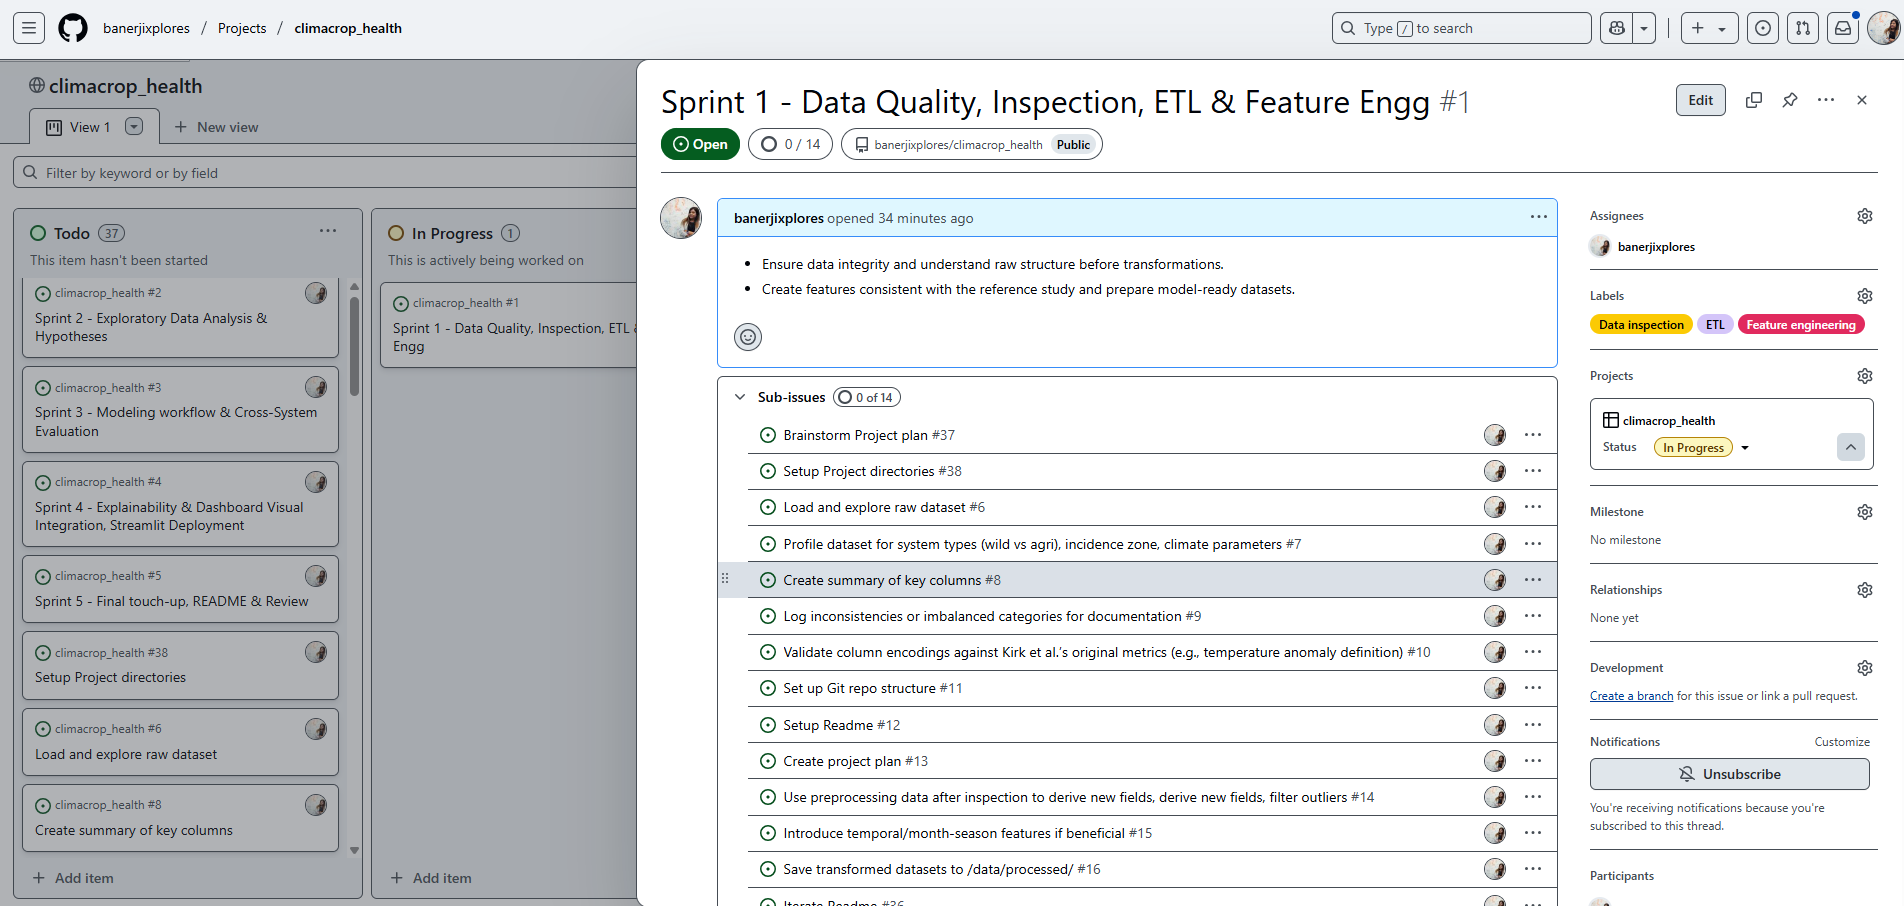 banerjixplores / Projects / climacrop_health
Type / to search
climacrop_health
View 1
New view
Filter by keyword or by field
Todo 37
This item hasn't been started
climacrop_health #2
Sprint 2 - Exploratory Data Analysis &
Hypotheses
climacrop_health #3
Sprint 3 - Modeling workflow & Cross-System
Evaluation
climacrop_health #4
Sprint 4 - Explainability & Dashboard Visual
Integration, Streamlit Deployment
climacrop_health #5
Sprint 5 - Final touch-up, README & Review
climacrop_health #38
Setup Project directories
climacrop_health #6
Load and explore raw dataset
climacrop_health #8
Create summary of key columns
Add item
In Progress 1
This is actively being worked on
climacrop_health #1
Sprint 1 - Data Quality, Inspection, ETL &
Engg
Add item
Sprint 1 - Data Quality, Inspection, ETL & Feature Engg #1
Edit
Open
0 / 14
banerjixplores/climacrop_health Public
banerjixplores opened 34 minutes ago
Ensure data integrity and understand raw structure before transformations.
Create features consistent with the reference study and prepare model-ready datasets.
Sub-issues 0 of 14
Brainstorm Project plan #37
Setup Project directories #38
Load and explore raw dataset #6
Profile dataset for system types (wild vs agri), incidence zone, climate parameters #7
Create summary of key columns #8
Log inconsistencies or imbalanced categories for documentation #9
Validate column encodings against Kirk et al.'s original metrics (e.g., temperature anomaly definition) #10
Set up Git repo structure #11
Setup Readme #12
Create project plan #13
Use preprocessing data after inspection to derive new fields, derive new fields, filter outliers #14
Introduce temporal/month-season features if beneficial #15
Save transformed datasets to /data/processed/ #16
Iterate Readme #36
Assignees
banerjixplores
Labels
Data inspection
ETL
Feature engineering
Projects
climacrop_health
Status In Progress
Milestone
No milestone
Relationships
None yet
Development
Create a branch for this issue or link a pull request.
Notifications
Customize
Unsubscribe
You're receiving notifications because you're
subscribed to this thread.
Participants